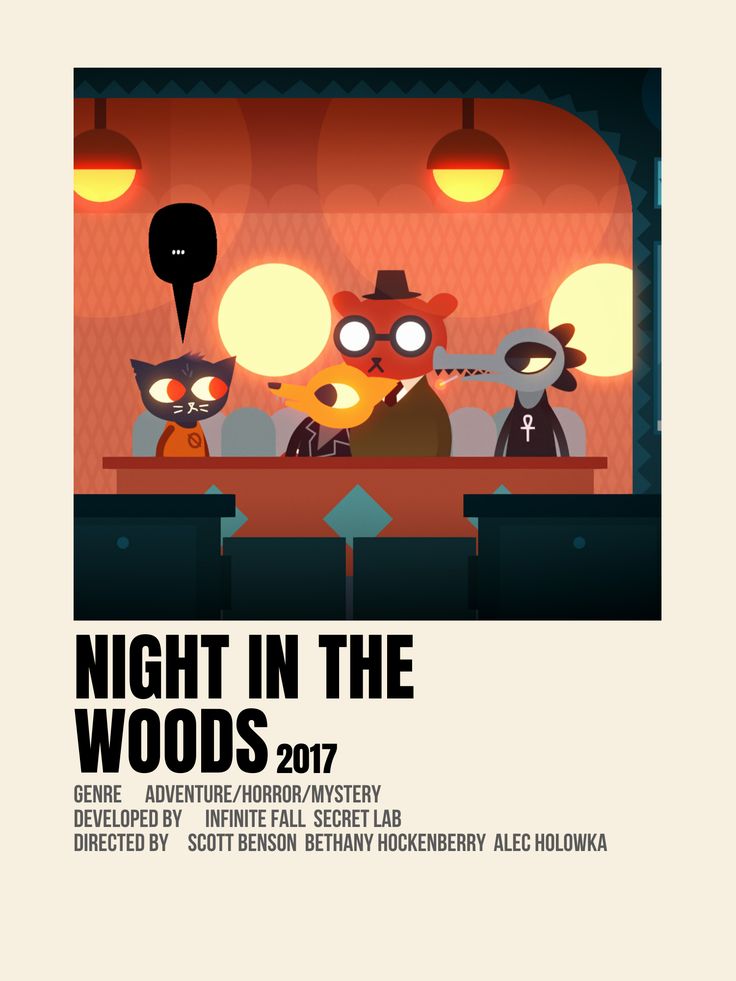 ...
NIGHT IN THE
WOODS 2017
GENRE ADVENTURE/HORROR/MYSTERY
DEVELOPED BY INFINITE FALL SECRET LAB
DIRECTED BY SCOTT BENSON BETHANY HOCKENBERRY ALEC HOLOWKA